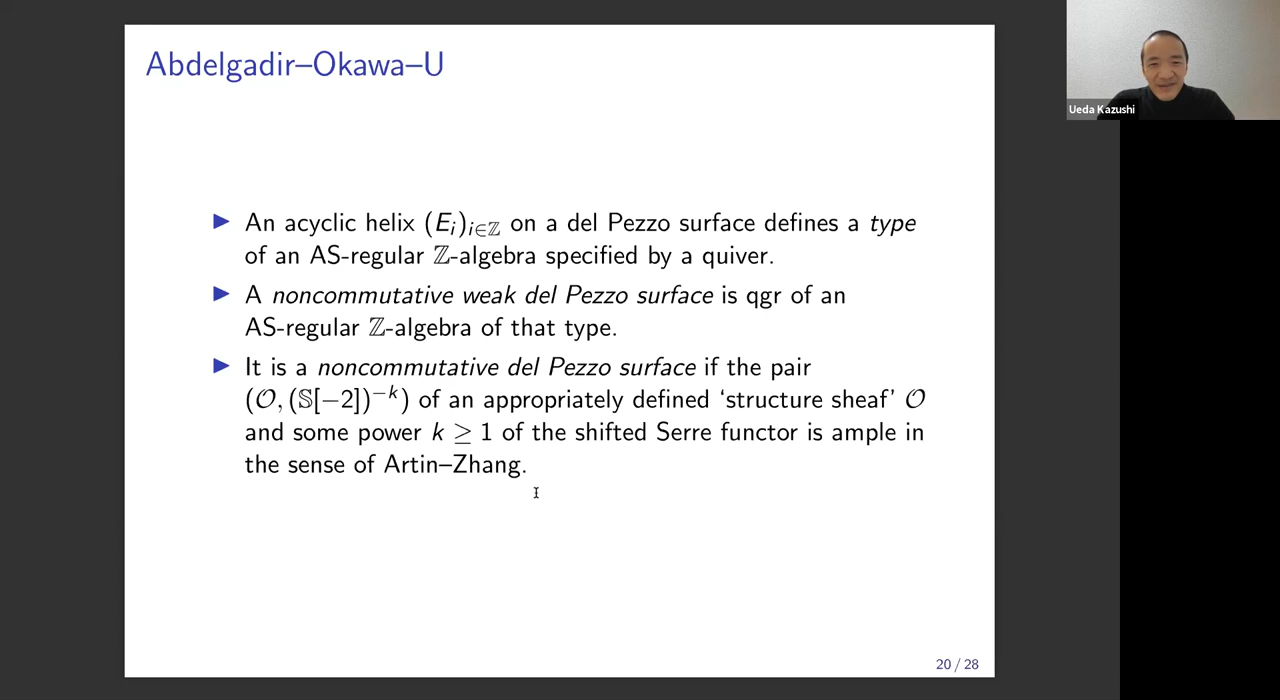 Abdelgadir–Okawa–U
▶ An acyclic helix (E_i)_{i∈ℤ} on a del Pezzo surface defines a type
of an AS-regular ℤ-algebra specified by a quiver.
▶ A noncommutative weak del Pezzo surface is qgr of an
AS-regular ℤ-algebra of that type.
▶ It is a noncommutative del Pezzo surface if the pair
(𝒪, (𝕊[−2])^{−k}) of an appropriately defined ‘structure sheaf’ 𝒪
and some power k ≥ 1 of the shifted Serre functor is ample in
the sense of Artin–Zhang.
20 / 28
Ueda Kazushi